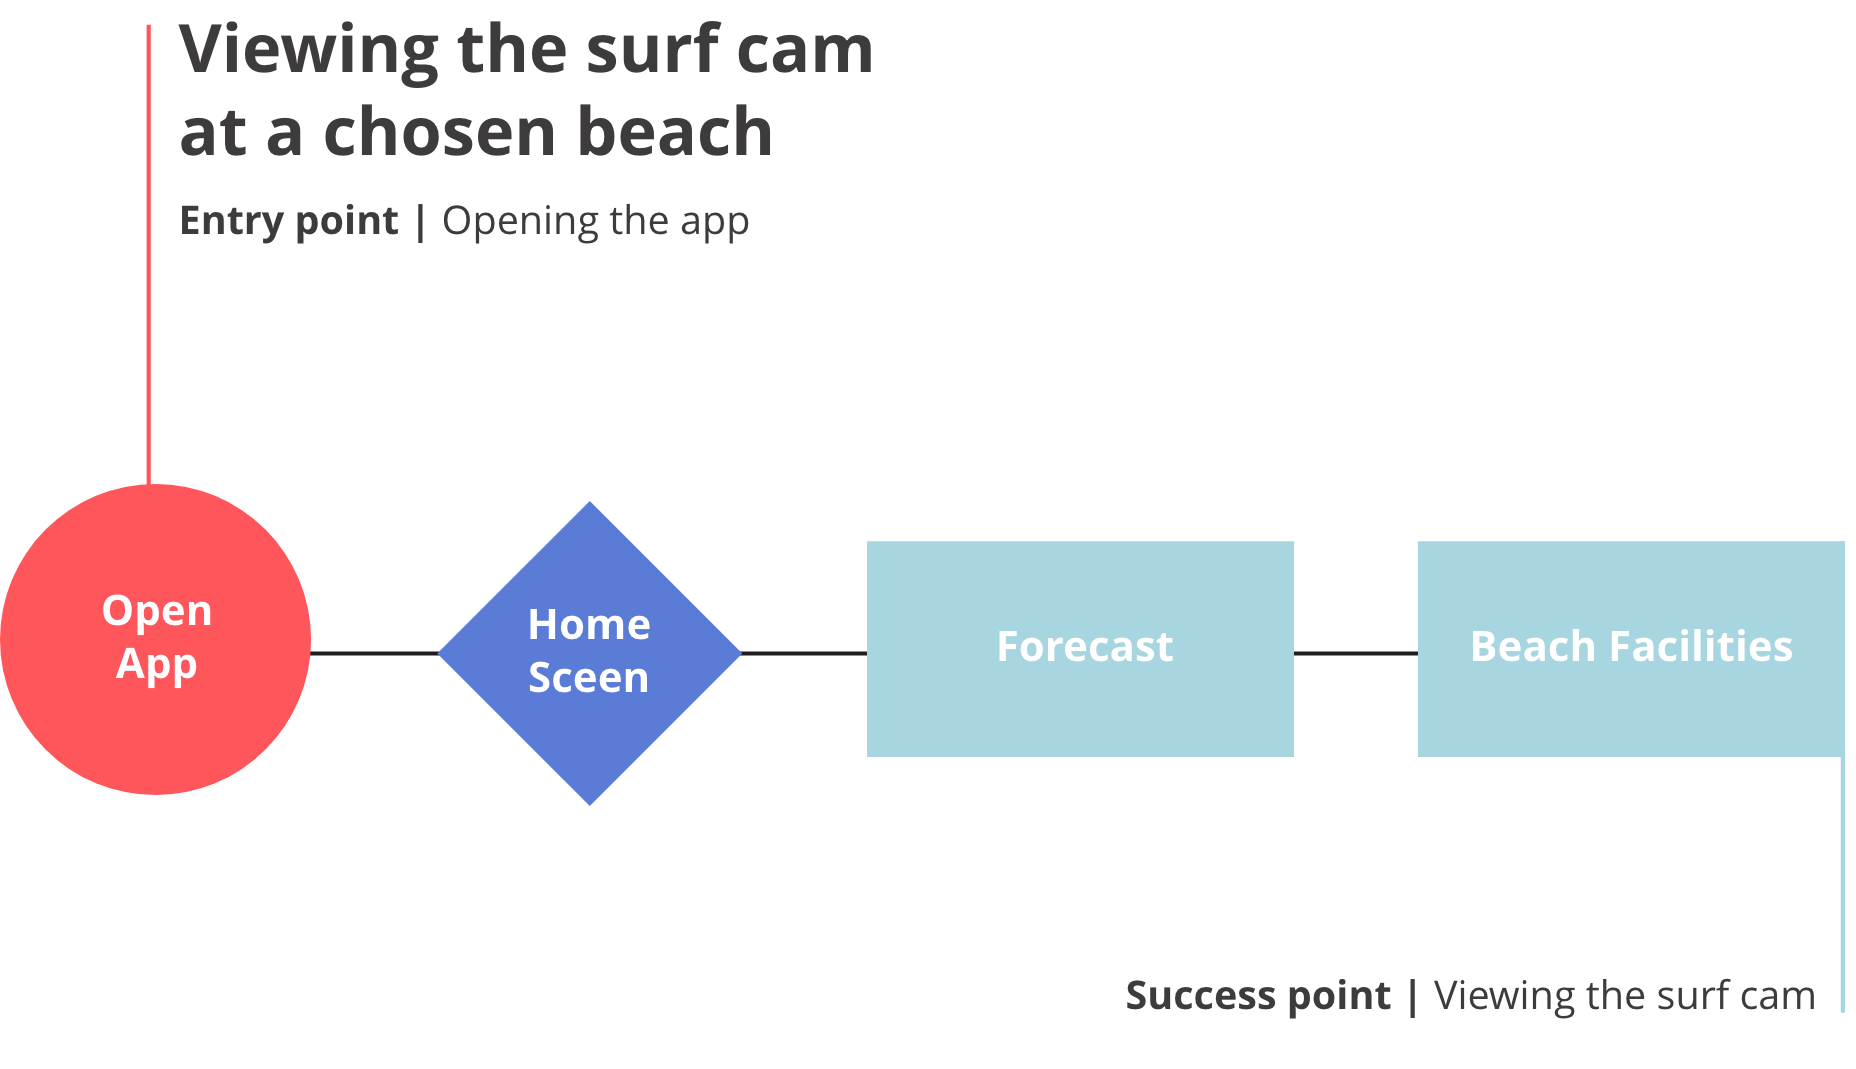 Viewing the surf cam
at a chosen beach
Entry point | Opening the app
Open
App
Home
Sceen
Forecast
Beach Facilities
Success point | Viewing the surf cam